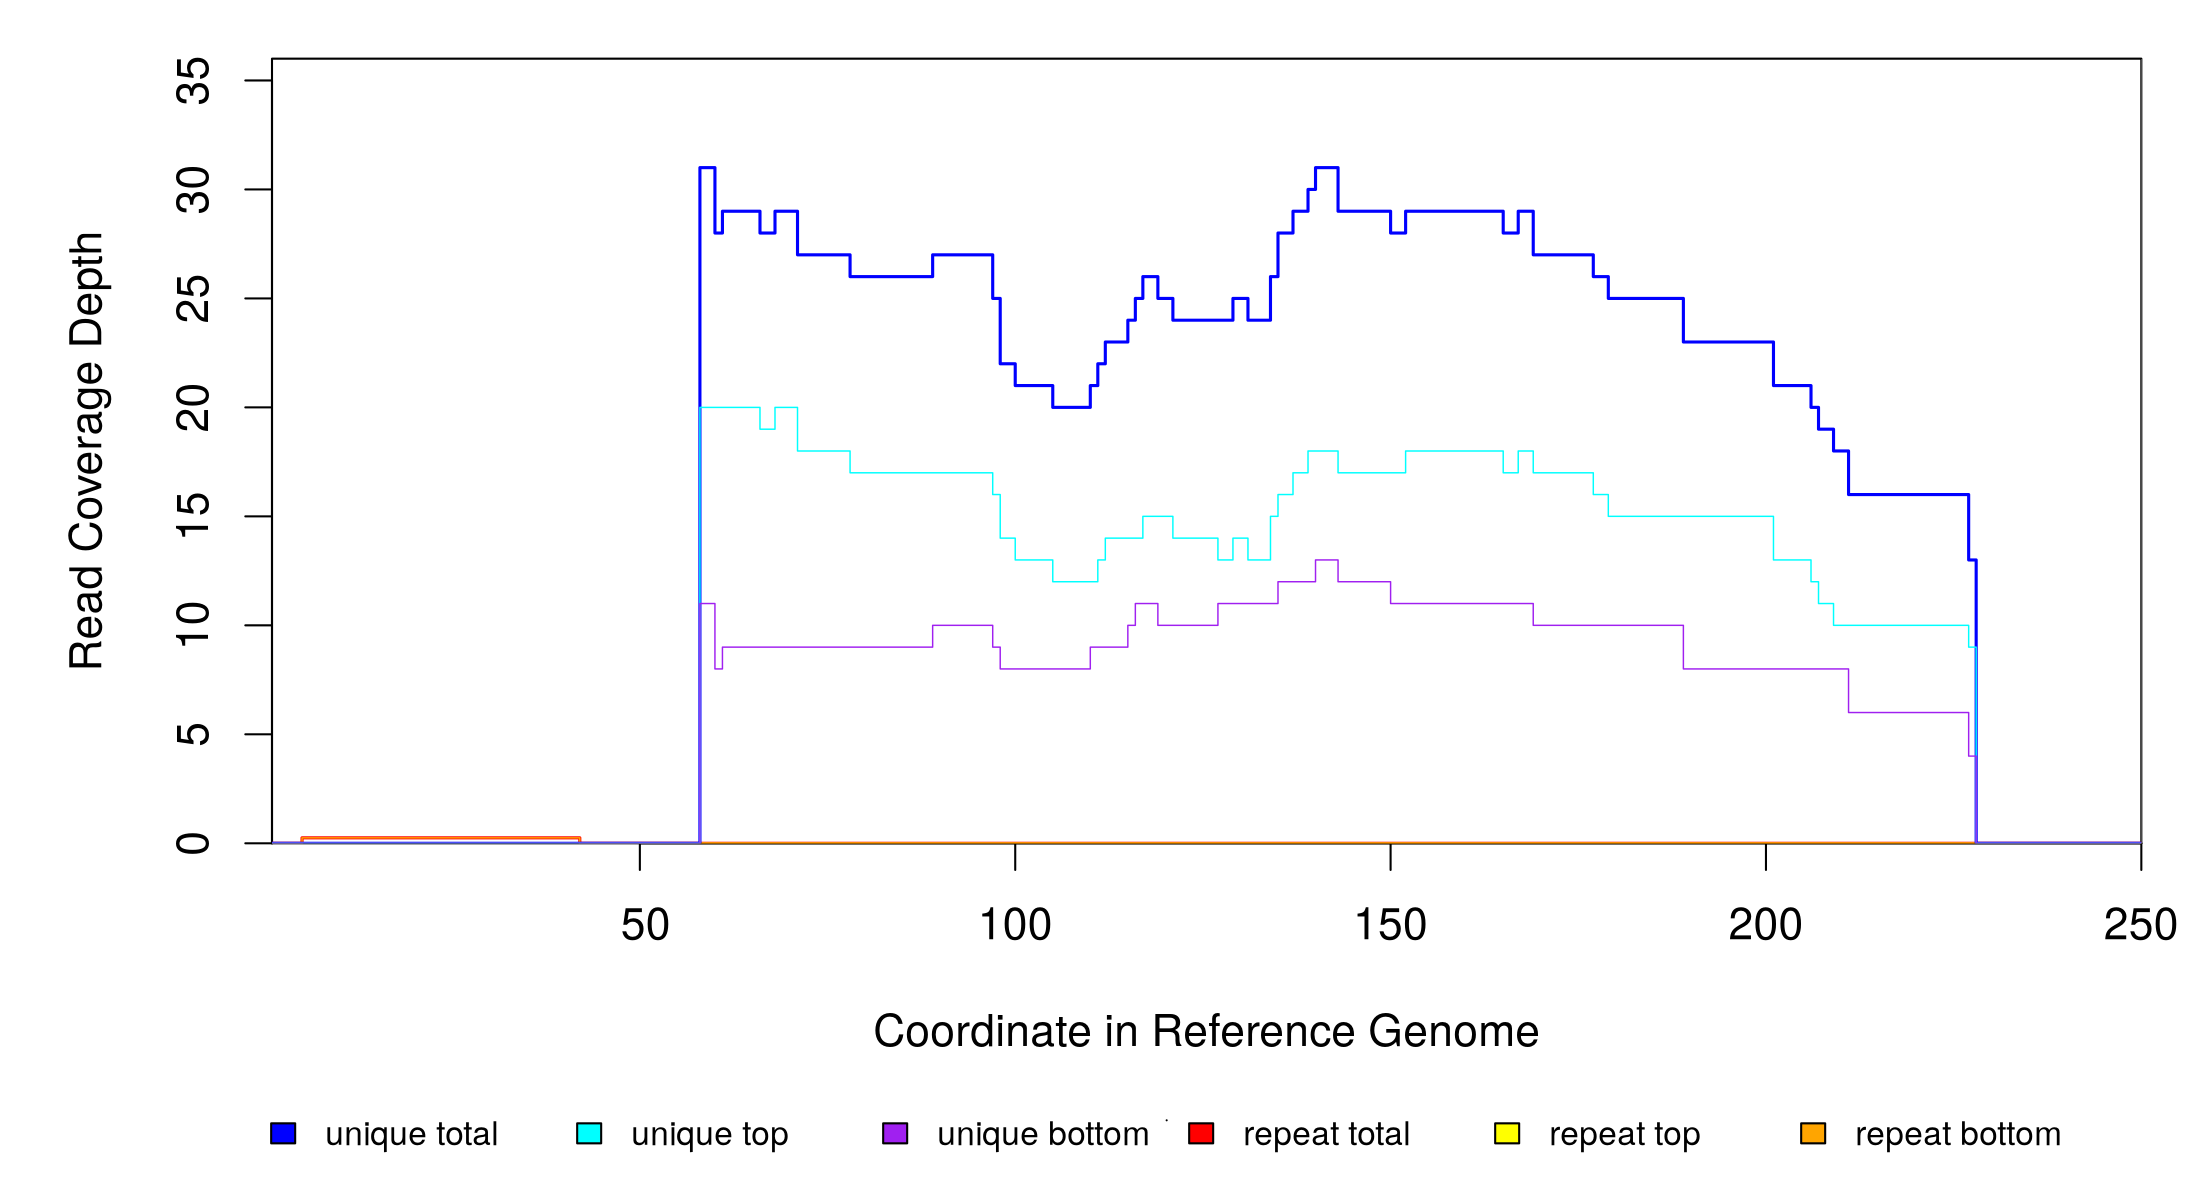 Read Coverage Depth
35
30
25
20
15
10
5
0
50 100 150 200 250
Coordinate in Reference Genome
unique total unique top unique bottom repeat total repeat top repeat bottom